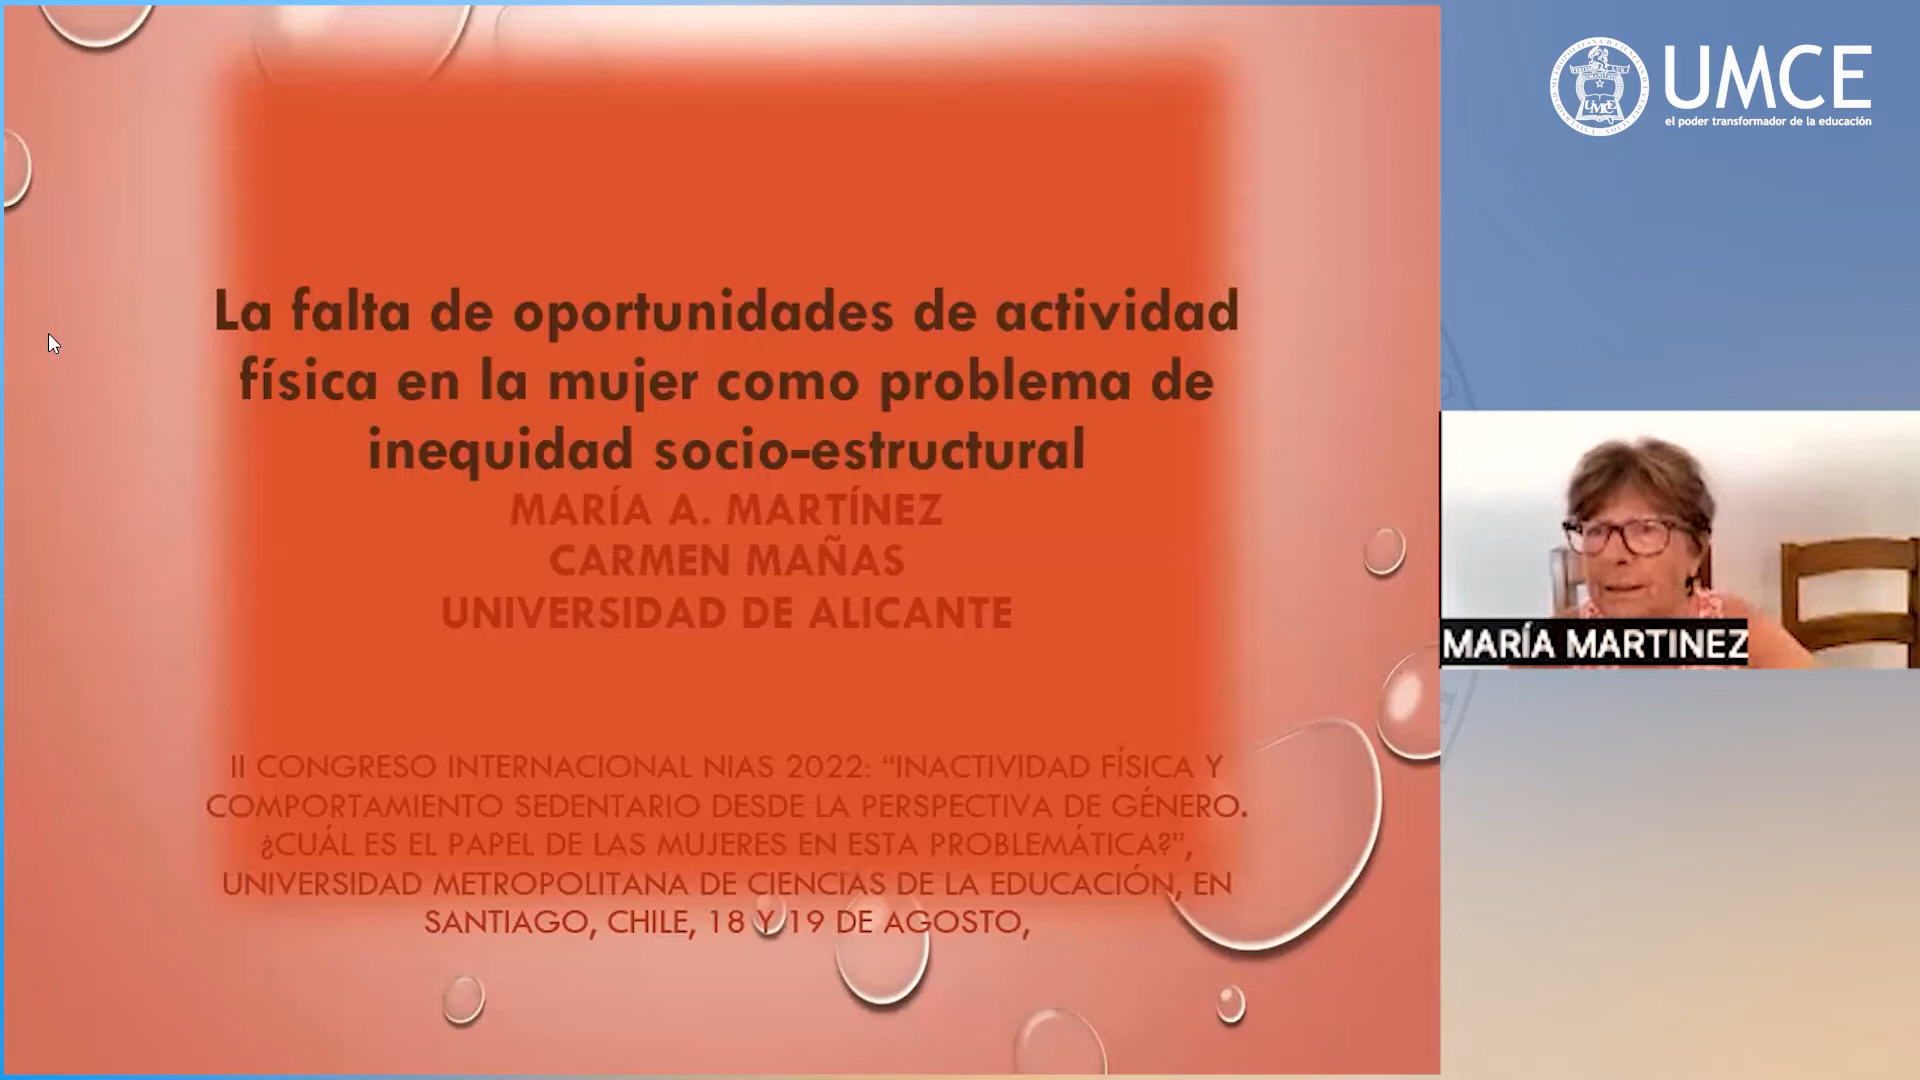 La falta de oportunidades de actividad
física en la mujer como problema de
inequidad socio-estructural
MARÍA A. MARTÍNEZ
CARMEN MAÑAS
UNIVERSIDAD DE ALICANTE
II CONGRESO INTERNACIONAL NIAS 2022: “INACTIVIDAD FÍSICA Y
COMPORTAMIENTO SEDENTARIO DESDE LA PERSPECTIVA DE GÉNERO.
¿CUÁL ES EL PAPEL DE LAS MUJERES EN ESTA PROBLEMÁTICA?”,
UNIVERSIDAD METROPOLITANA DE CIENCIAS DE LA EDUCACIÓN, EN
SANTIAGO, CHILE, 18 Y 19 DE AGOSTO,
UMCE
el poder transformador de la educación
MARÍA MARTINEZ